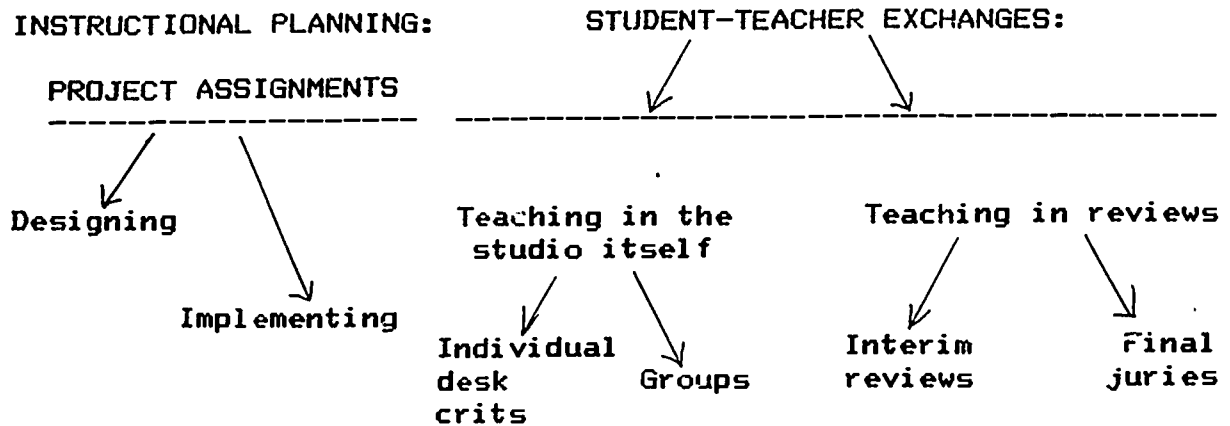 INSTRUCTIONAL PLANNING:
STUDENT-TEACHER EXCHANGES:
PROJECT ASSIGNMENTS
Designing
Implementing
Teaching in the
studio itself
Teaching in reviews
Individual
desk
crits
Groups
Interim
reviews
Final
juries